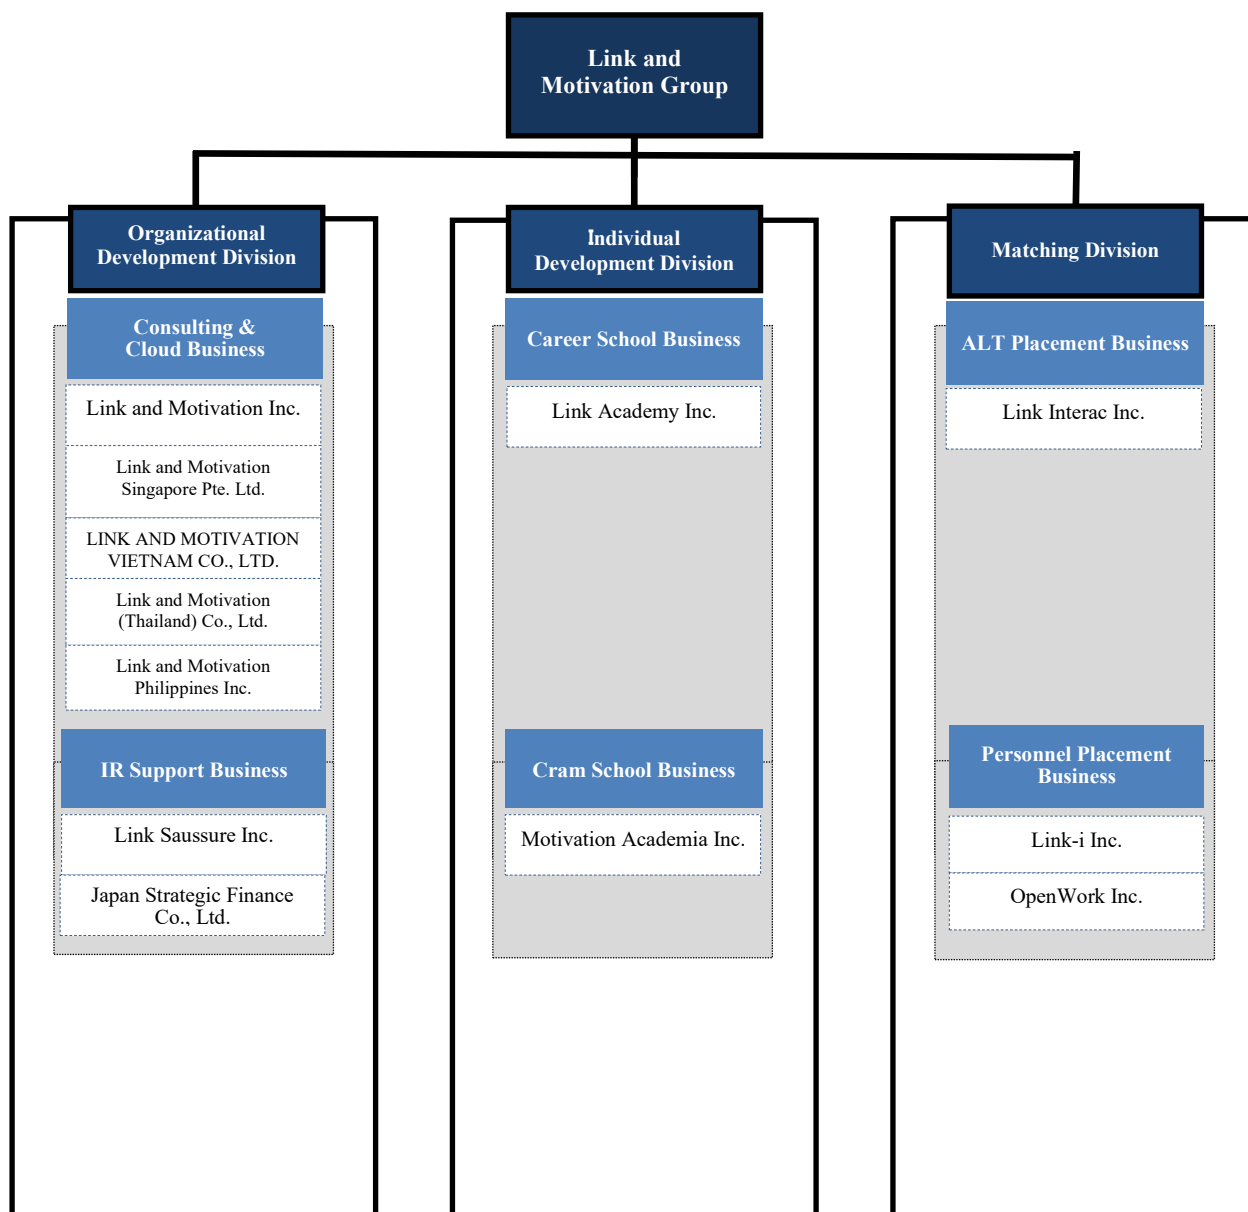 Link and
Motivation Group
Organizational
Development Division
Consulting &
Cloud Business
Link and Motivation Inc.
Link and Motivation
Singapore Pte. Ltd.
LINK AND MOTIVATION
VIETNAM CO., LTD.
Link and Motivation
(Thailand) Co., Ltd.
Link and Motivation
Philippines Inc.
IR Support Business
Link Saussure Inc.
Japan Strategic Finance
Co., Ltd.
Individual
Development Division
Career School Business
Link Academy Inc.
Cram School Business
Motivation Academia Inc.
Matching Division
ALT Placement Business
Link Interac Inc.
Personnel Placement
Business
Link-i Inc.
OpenWork Inc.